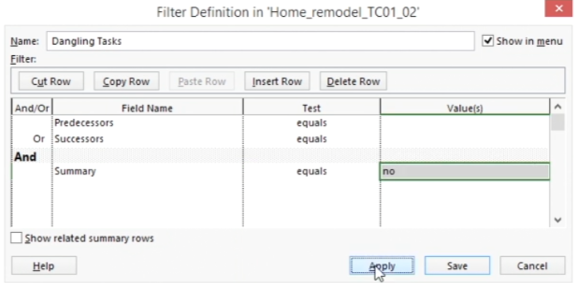 Filter Definition in 'Home_remodel_TC01_02'
Name: Dangling Tasks Show in menu
Filter:
Cut Row Copy Row Paste Row Insert Row Delete Row
And/Or Field Name Test Value(s)
Predecessors equals
Or Successors equals
And
Summary equals no
Show related summary rows
Help Apply Save Cancel